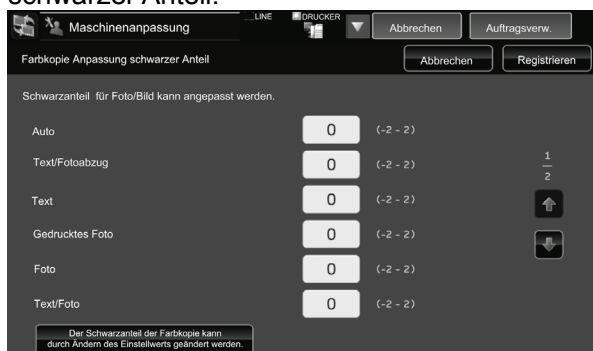 schwarzer Anteil.
Maschinenanpassung LINE DRUCKER Abbrechen Auftragsverw.
Farbkopie Anpassung schwarzer Anteil Abbrechen Registrieren
Schwarzanteil für Foto/Bild kann angepasst werden.
Auto 0 (-2 - 2)
Text/Fotoabzug 0 (-2 - 2)
1
2
Text 0 (-2 - 2)
Gedrucktes Foto 0 (-2 - 2)
Foto 0 (-2 - 2)
Text/Foto 0 (-2 - 2)
Der Schwarzanteil der Farbkopie kann
durch Ändern des Einstellwerts geändert werden.